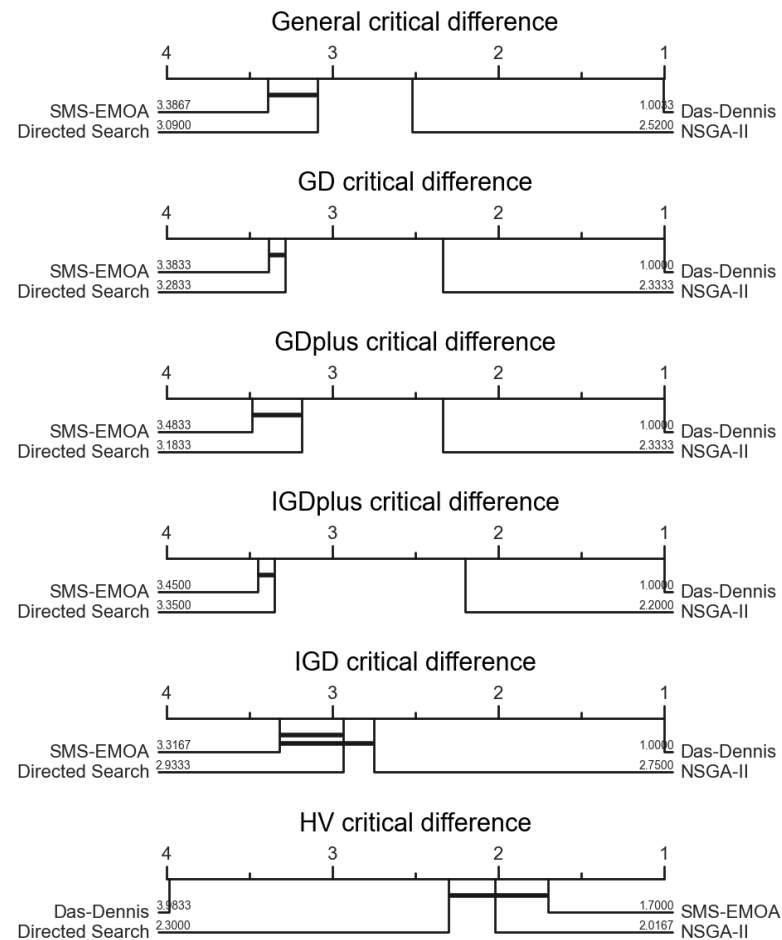 General critical difference
4 3 2 1
3.3867 1.0033
SMS-EMOA Das-Dennis
3.0900 2.5200
Directed Search NSGA-II
GD critical difference
4 3 2 1
3.3833 1.0000
SMS-EMOA Das-Dennis
3.2833 2.3333
Directed Search NSGA-II
GDplus critical difference
4 3 2 1
3.4833 1.0000
SMS-EMOA Das-Dennis
3.1833 2.3333
Directed Search NSGA-II
IGDplus critical difference
4 3 2 1
3.4500 1.0000
SMS-EMOA Das-Dennis
3.3500 2.2000
Directed Search NSGA-II
IGD critical difference
4 3 2 1
3.3167 1.0000
SMS-EMOA Das-Dennis
2.9333 2.7500
Directed Search NSGA-II
HV critical difference
4 3 2 1
3.9833 1.7000
Das-Dennis SMS-EMOA
2.3000 2.0167
Directed Search NSGA-II